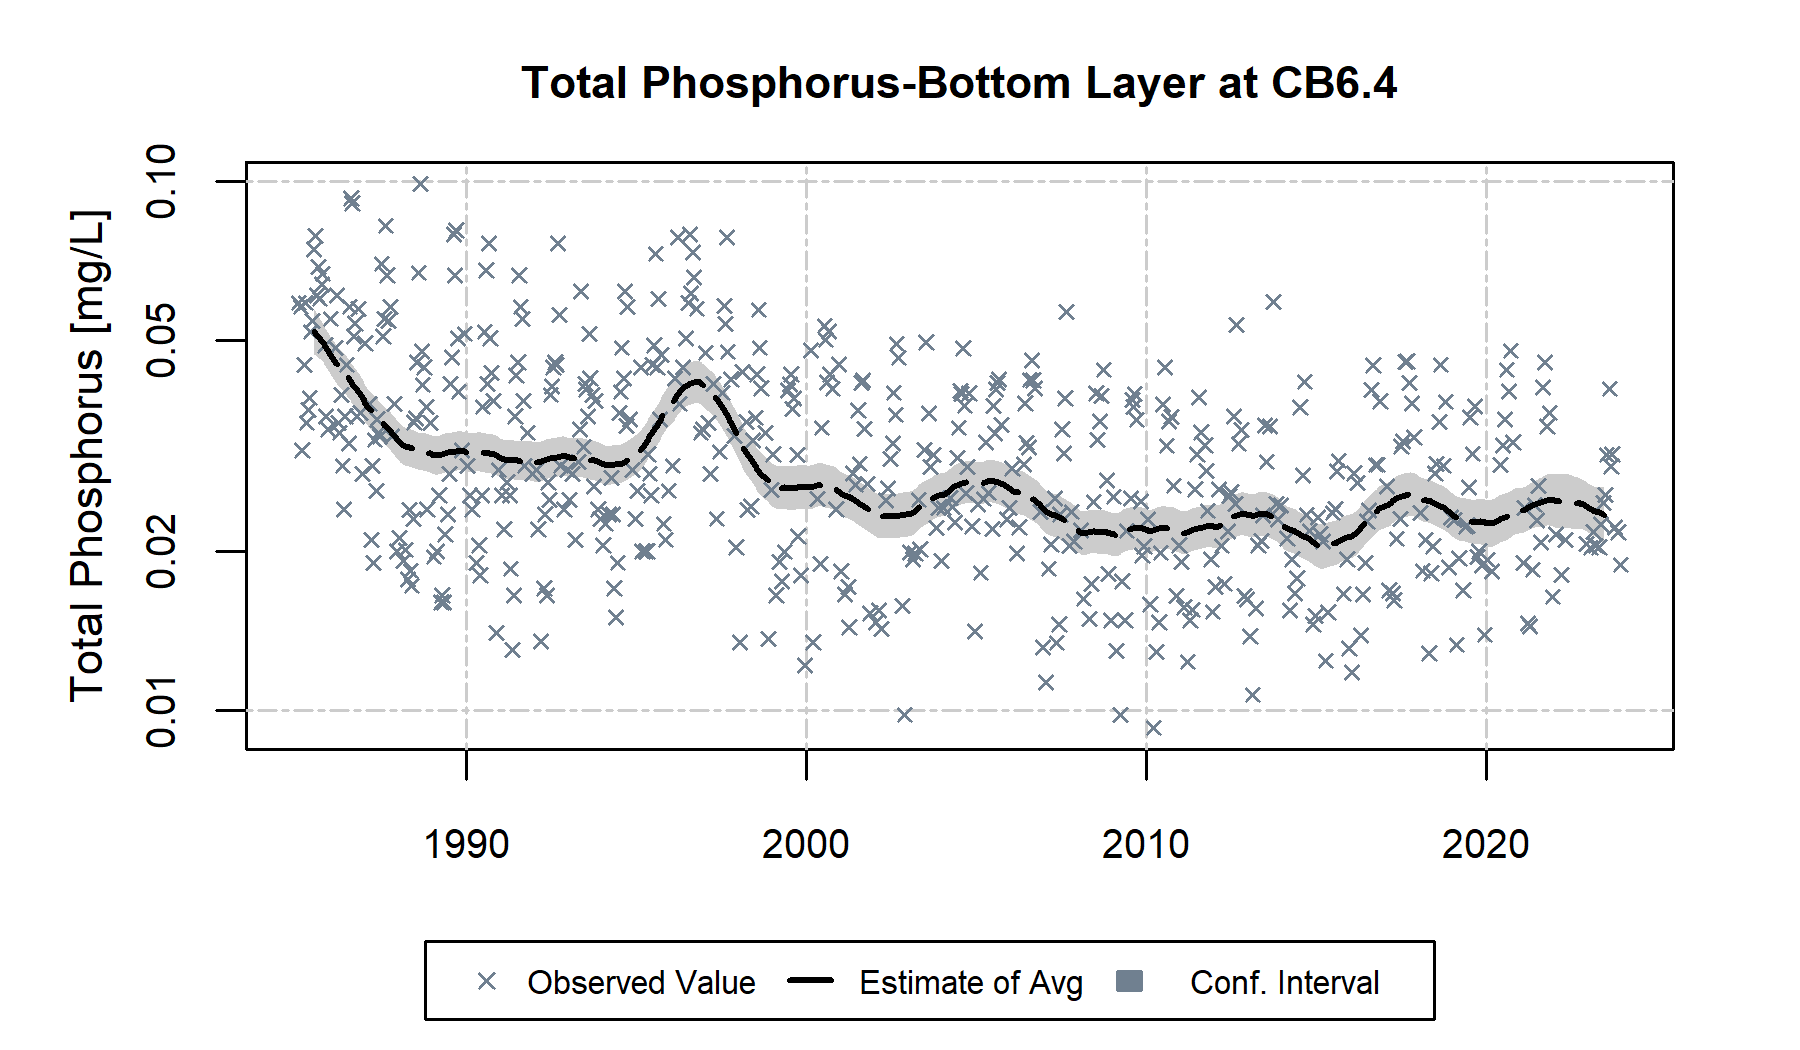 Total Phosphorus-Bottom Layer at CB6.4
Total Phosphorus [mg/L]
0.10
0.05
0.02
0.01
1990 2000 2010 2020
Observed Value Estimate of Avg Conf. Interval